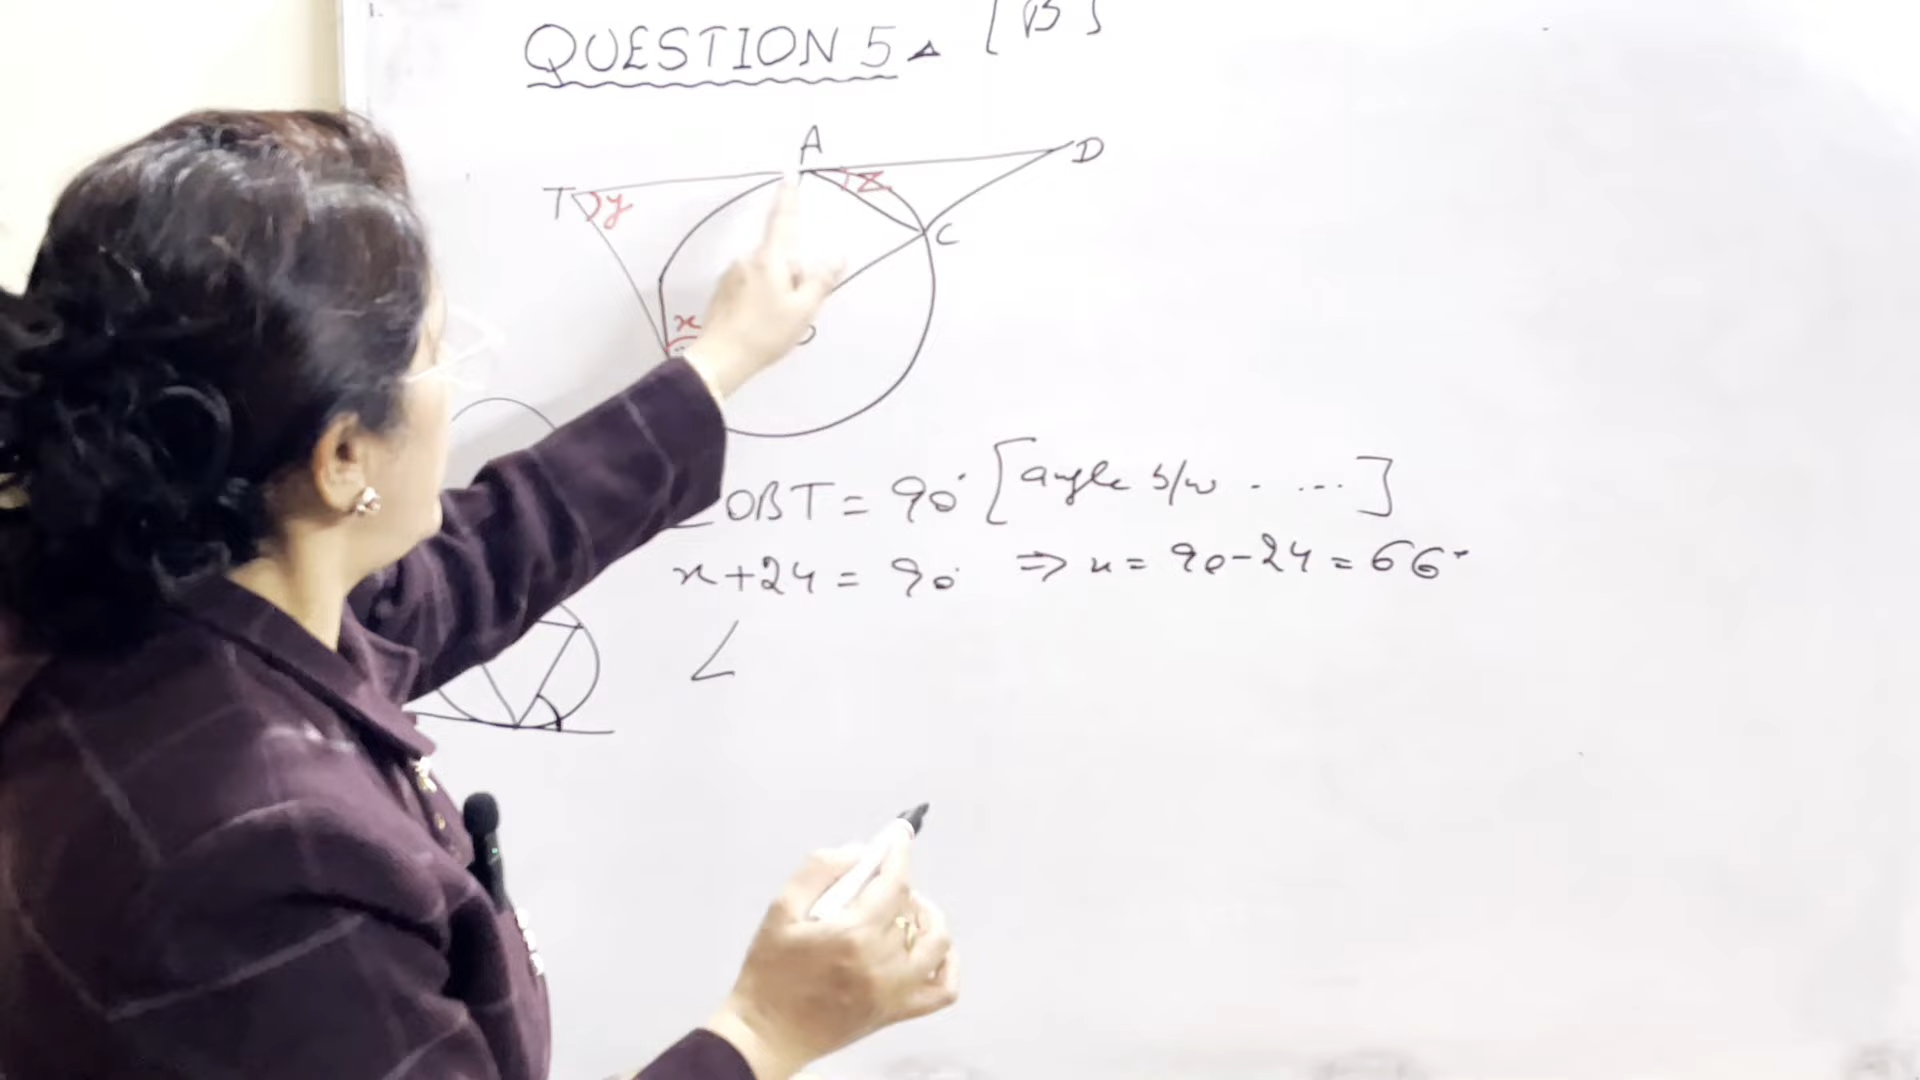 [B]
QUESTION 5
A
D
T y z
C
x
∠OBT = 90° [angle b/w . ....]
x+24 = 90° ⇒ x = 90-24 = 66°
∠